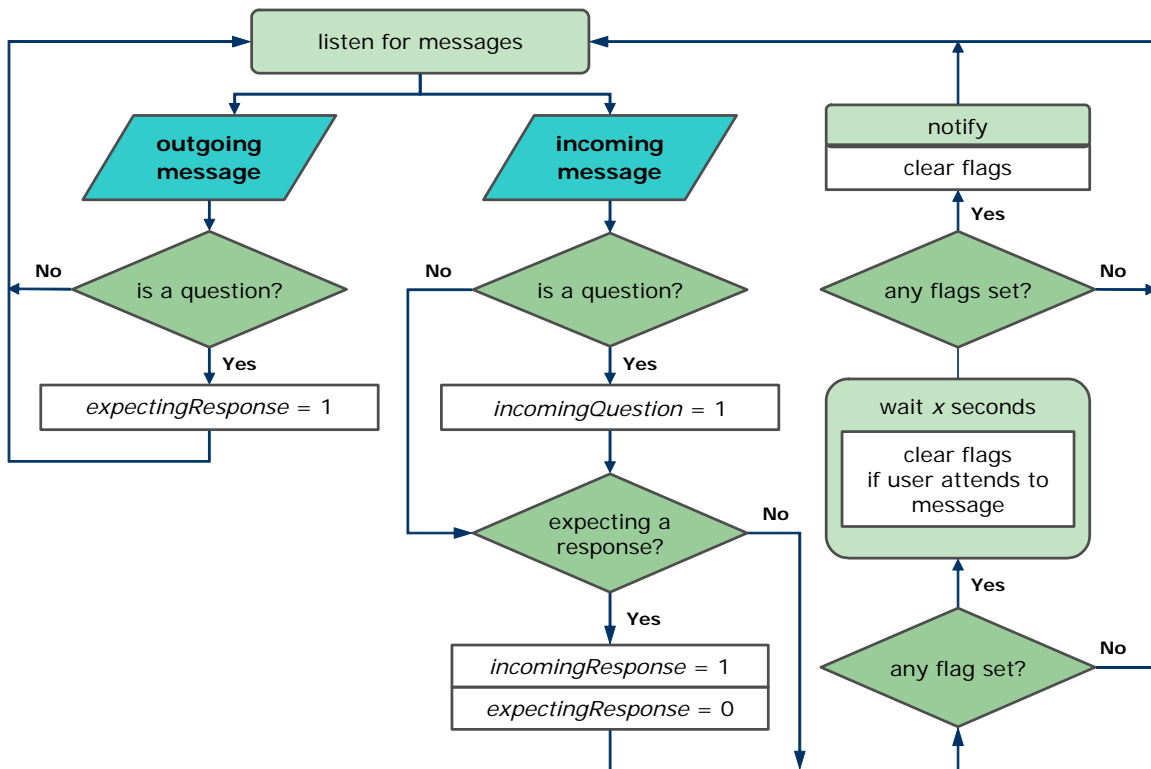 listen for messages
outgoing
message
is a question?
No
Yes
expectingResponse = 1
incoming
message
No
is a question?
Yes
incomingQuestion = 1
expecting a
response?
No
Yes
incomingResponse = 1
expectingResponse = 0
notify
clear flags
Yes
any flags set?
No
wait x seconds
clear flags
if user attends to
message
Yes
any flag set?
No